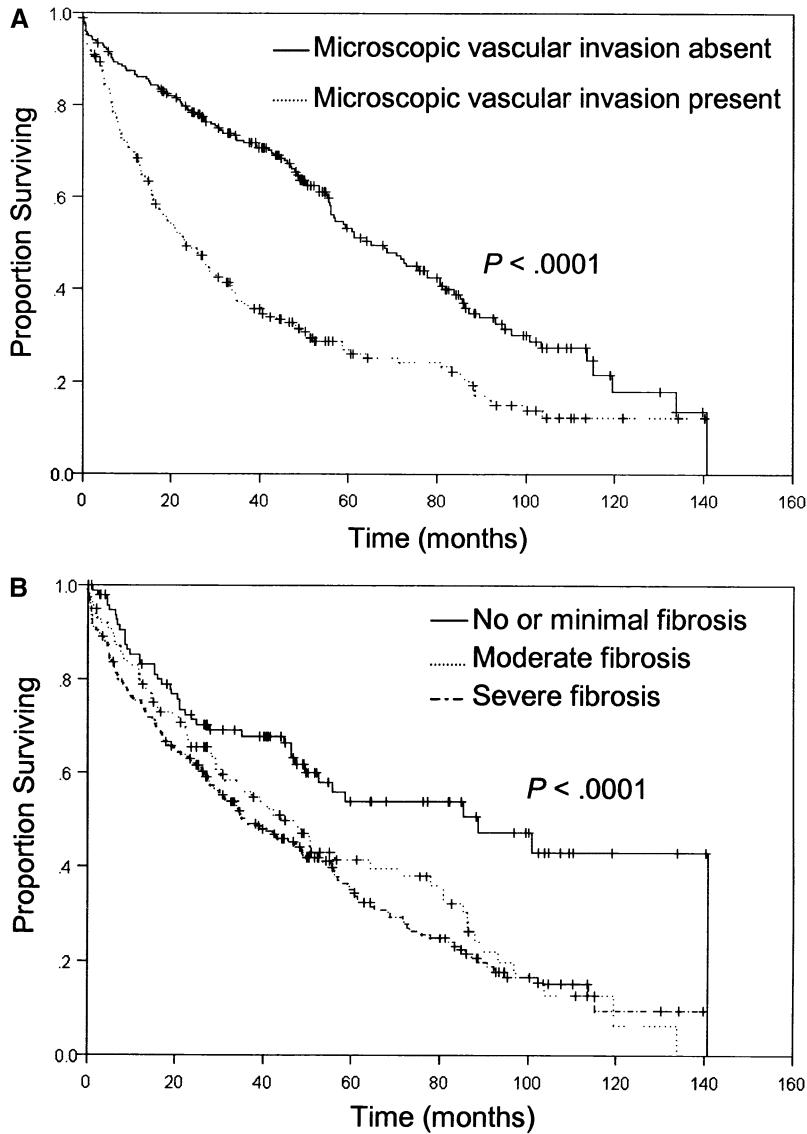 A
Microscopic vascular invasion absent
Microscopic vascular invasion present
Proportion Surviving
1.0
.8
.6
.4
.2
0.0
P < .0001
0 20 40 60 80 100 120 140 160
Time (months)
B
No or minimal fibrosis
Moderate fibrosis
Severe fibrosis
Proportion Surviving
1.0
.8
.6
.4
.2
0.0
P < .0001
0 20 40 60 80 100 120 140 160
Time (months)